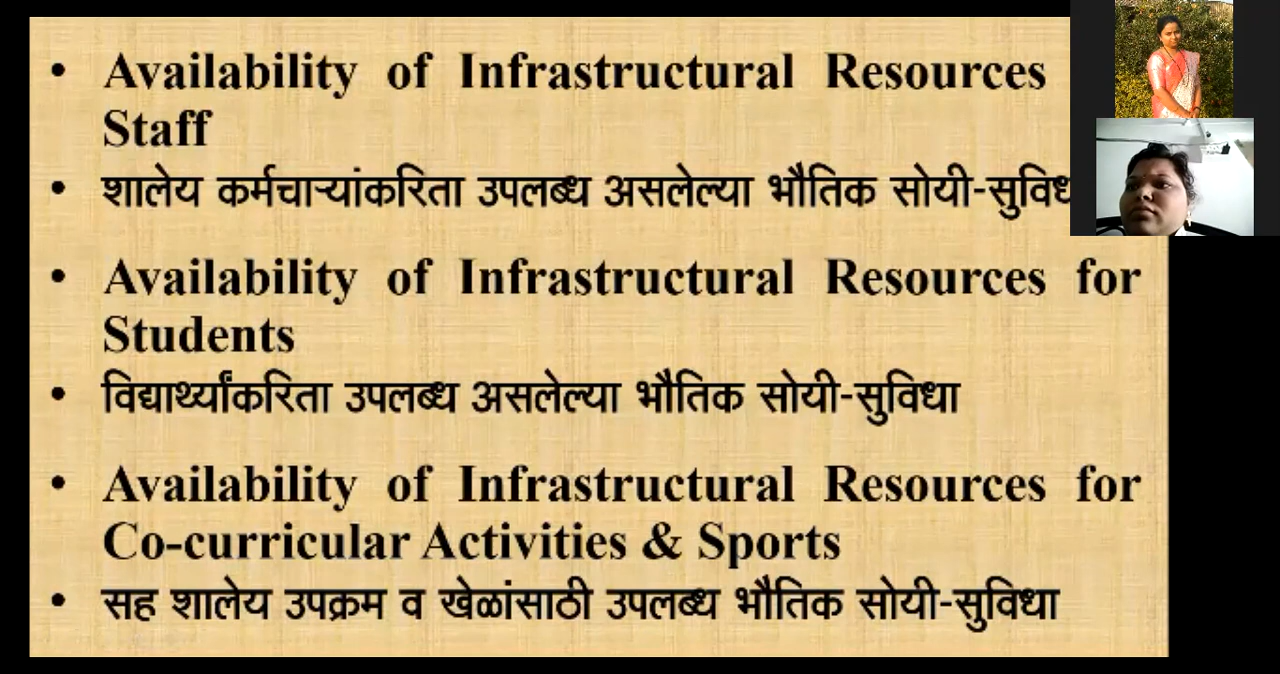 • Availability of Infrastructural Resources
Staff
• शालेय कर्मचाऱ्यांकरिता उपलब्ध असलेल्या भौतिक सोयी-सुविध
• Availability of Infrastructural Resources for
Students
• विद्यार्थ्यांकरिता उपलब्ध असलेल्या भौतिक सोयी-सुविधा
• Availability of Infrastructural Resources for
Co-curricular Activities & Sports
• सह शालेय उपक्रम व खेळांसाठी उपलब्ध भौतिक सोयी-सुविधा